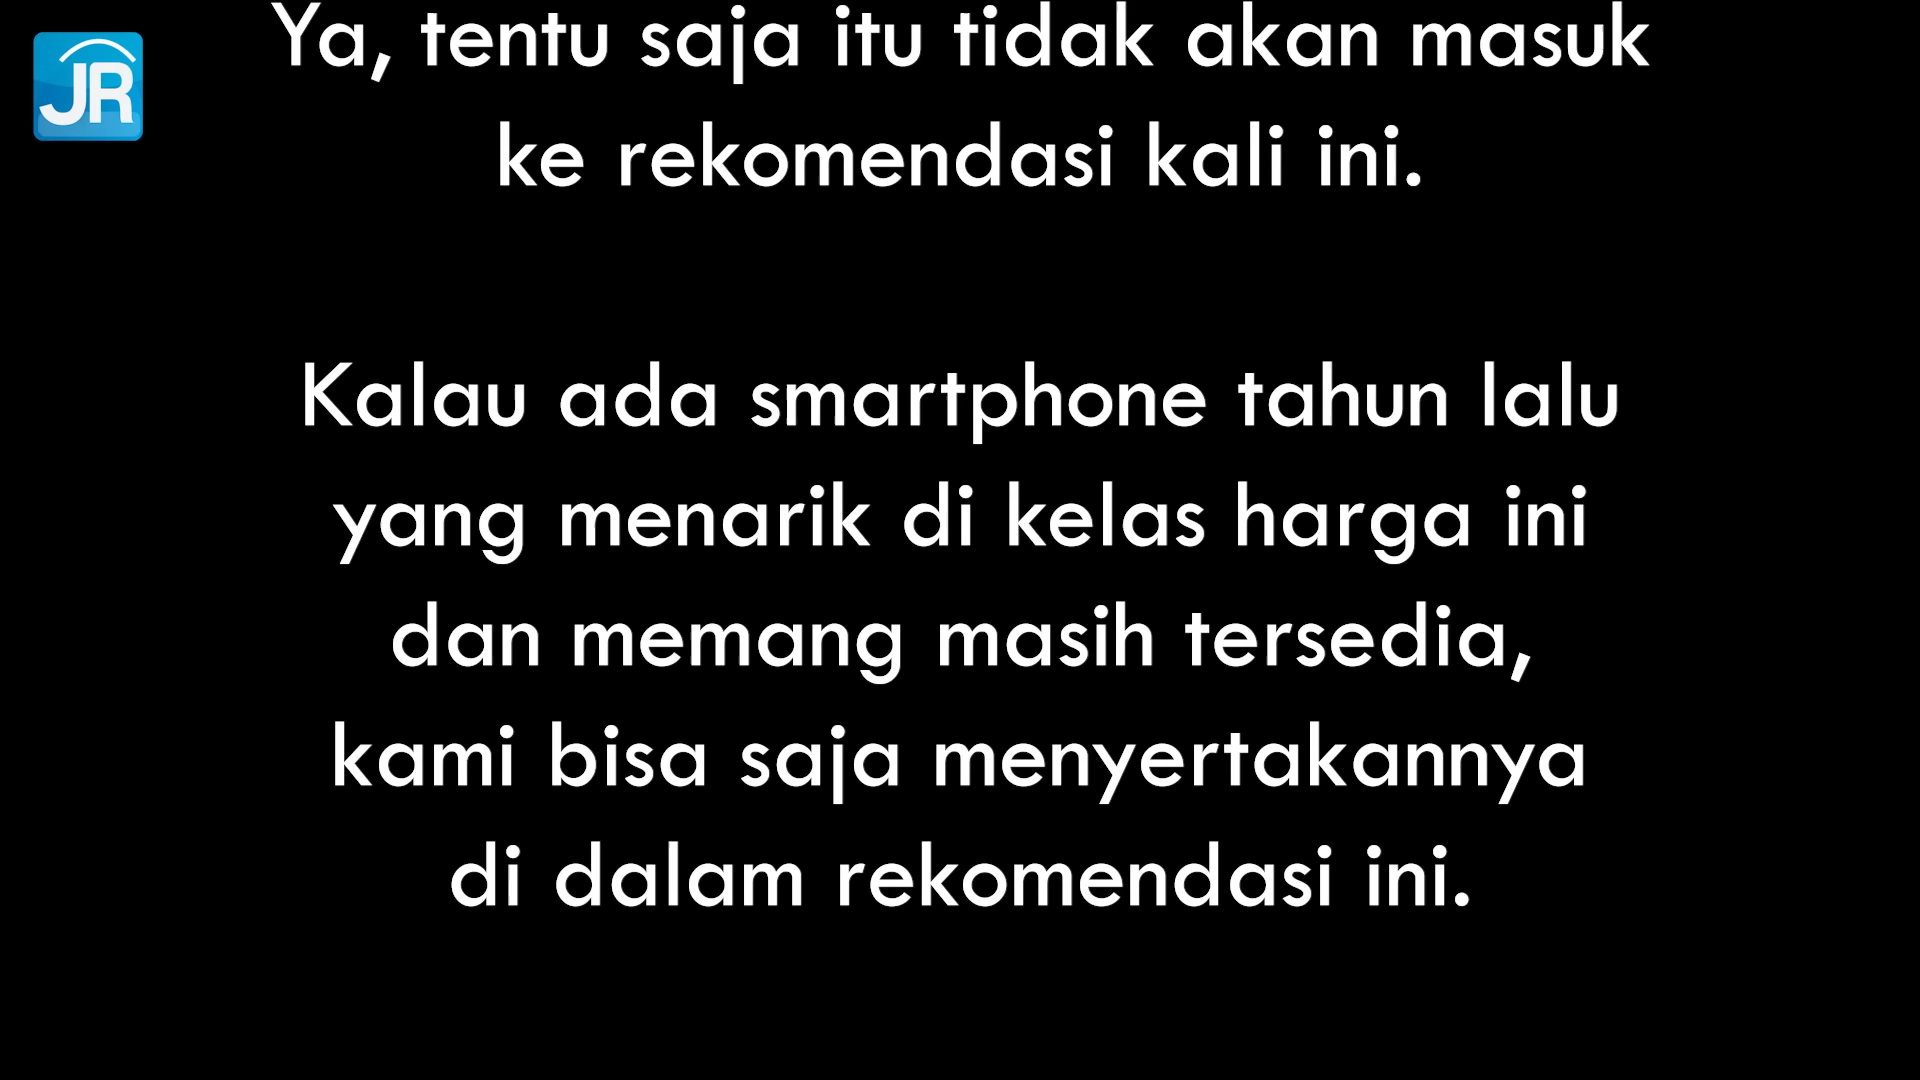 Ya, tentu saja itu tidak akan masuk
ke rekomendasi kali ini.
Kalau ada smartphone tahun lalu
yang menarik di kelas harga ini
dan memang masih tersedia,
kami bisa saja menyertakannya
di dalam rekomendasi ini.
JR